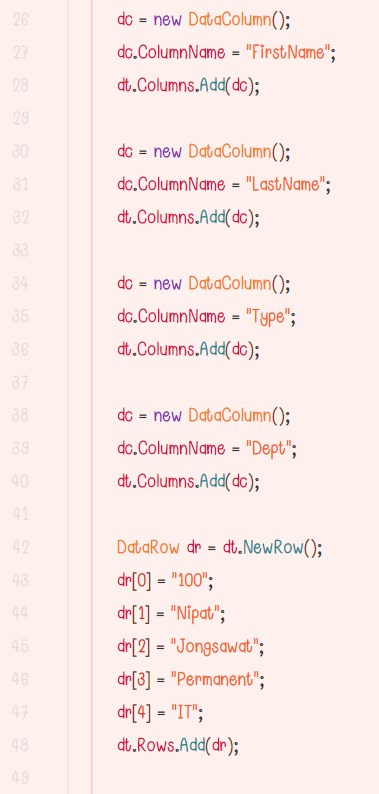 26 dc = new DataColumn();
27 dc.ColumnName = "FirstName";
28 dt.Columns.Add(dc);
29
30 dc = new DataColumn();
31 dc.ColumnName = "LastName";
32 dt.Columns.Add(dc);
33
34 dc = new DataColumn();
35 dc.ColumnName = "Type";
36 dt.Columns.Add(dc);
37
38 dc = new DataColumn();
39 dc.ColumnName = "Dept";
40 dt.Columns.Add(dc);
41
42 DataRow dr = dt.NewRow();
43 dr[0] = "100";
44 dr[1] = "Nipat";
45 dr[2] = "Jongsawat";
46 dr[3] = "Permanent";
47 dr[4] = "IT";
48 dt.Rows.Add(dr);
49